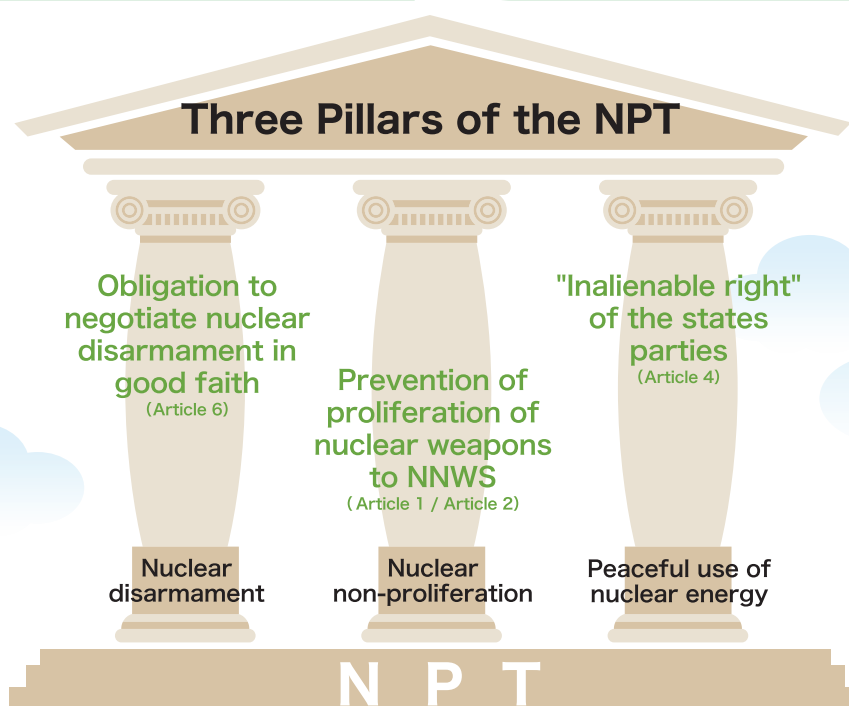 Three Pillars of the NPT
Obligation to
negotiate nuclear
disarmament in
good faith
(Article 6)
Prevention of
proliferation of
nuclear weapons
to NNWS
( Article 1 / Article 2)
"Inalienable right"
of the states
parties
(Article 4)
Nuclear
disarmament
Nuclear
non-proliferation
Peaceful use of
nuclear energy
N P T